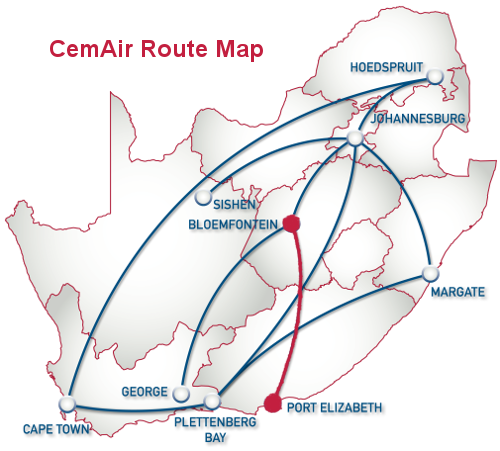 CemAir Route Map
HOEDSPRUIT
JOHANNESBURG
SISHEN
BLOEMFONTEIN
MARGATE
GEORGE
PORT ELIZABETH
CAPE TOWN
PLETTENBERG
BAY